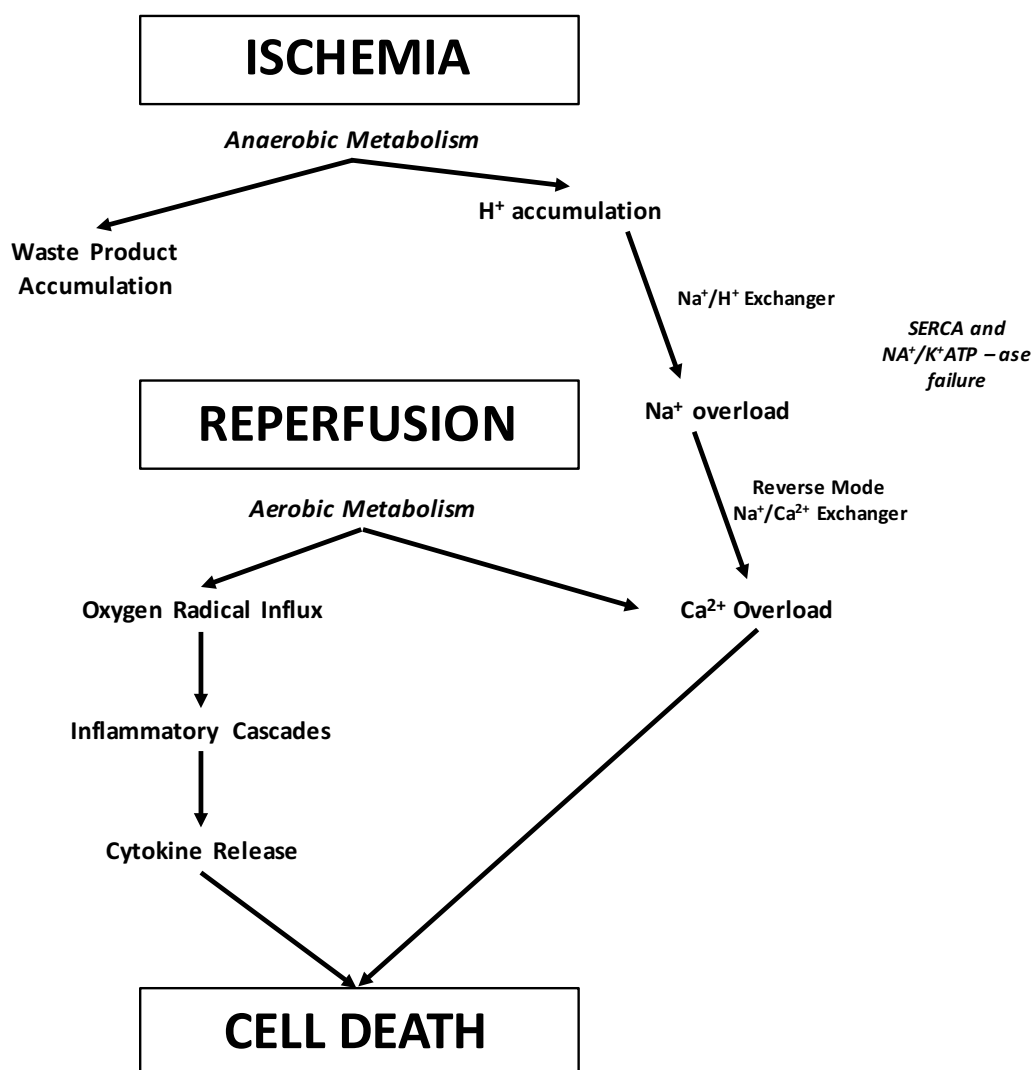 ISCHEMIA
Anaerobic Metabolism
H⁺ accumulation
Waste Product
Accumulation
Na⁺/H⁺ Exchanger
SERCA and
NA⁺/K⁺ATP – ase
failure
Na⁺ overload
REPERFUSION
Reverse Mode
Na⁺/Ca²⁺ Exchanger
Aerobic Metabolism
Oxygen Radical Influx
Ca²⁺ Overload
Inflammatory Cascades
Cytokine Release
CELL DEATH